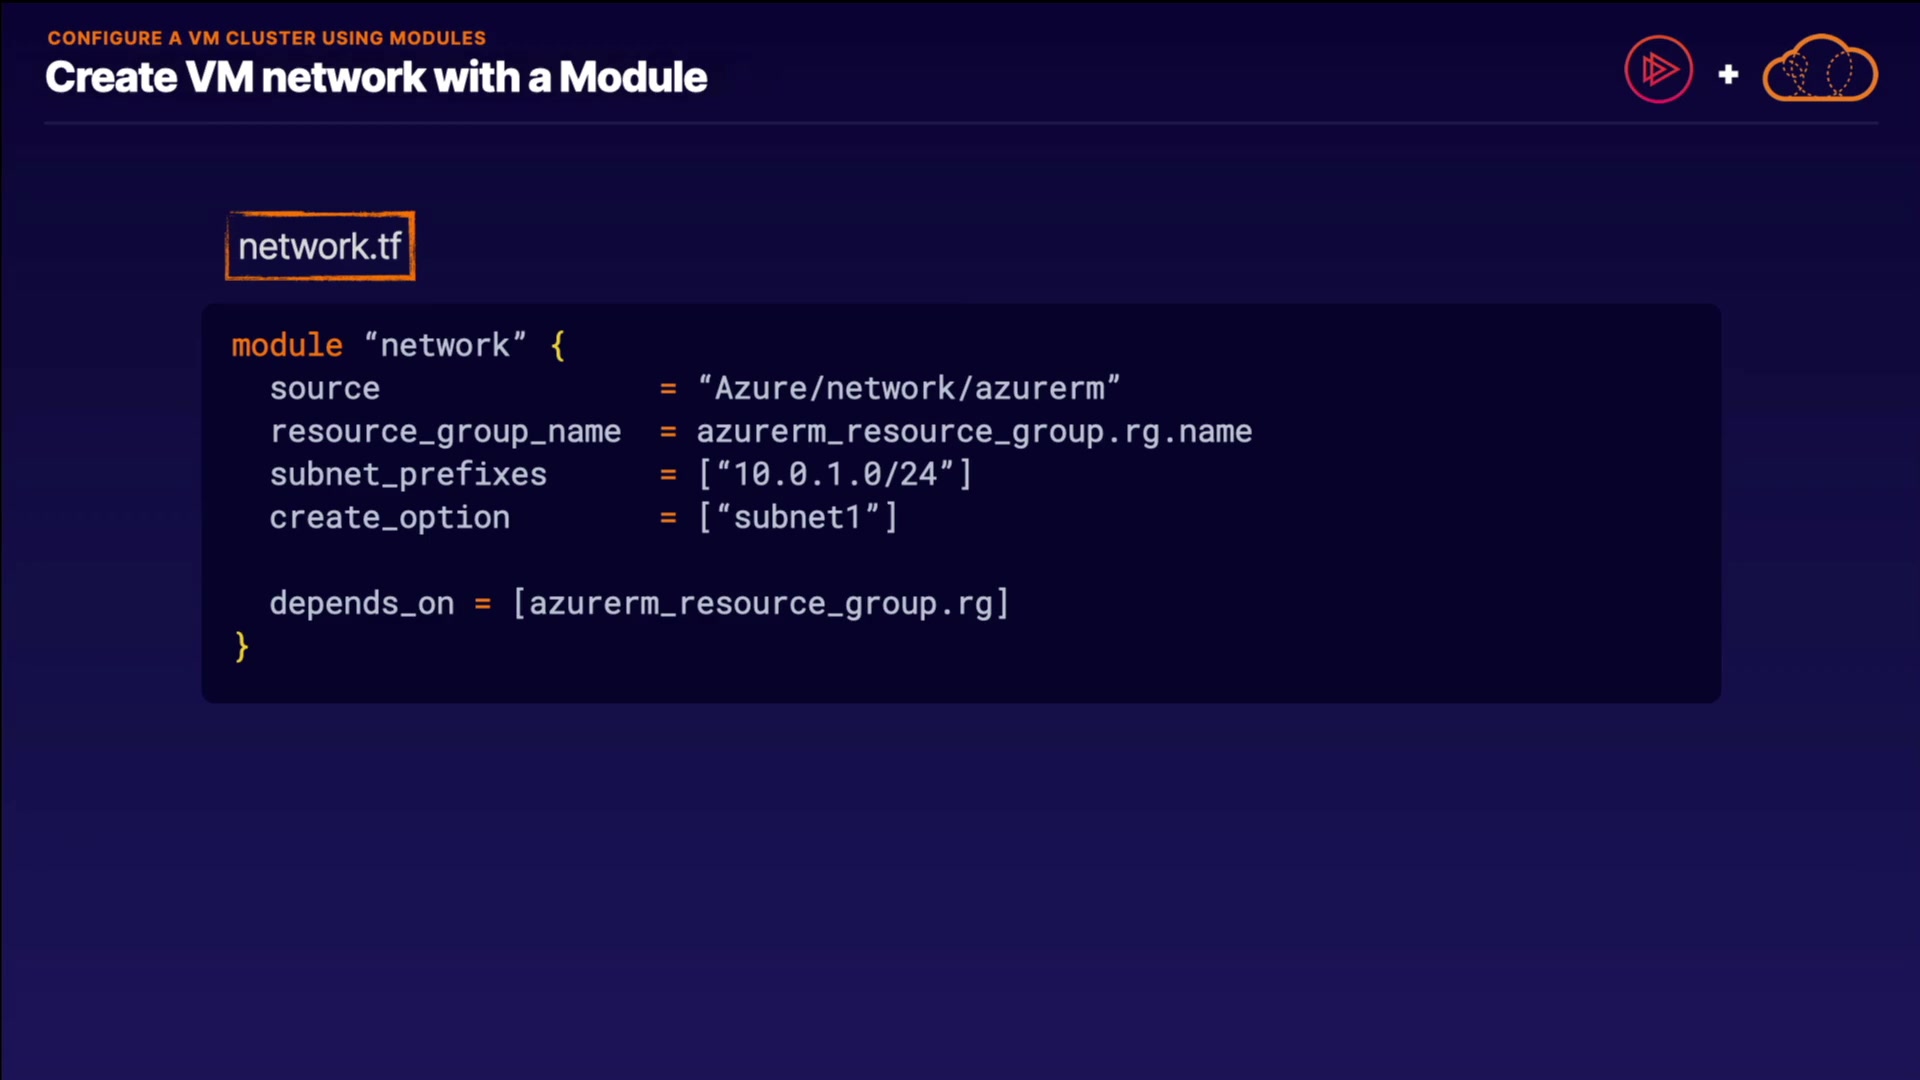 CONFIGURE A VM CLUSTER USING MODULES
Create VM network with a Module
+
network.tf
module “network” {
source = “Azure/network/azurerm”
resource_group_name = azurerm_resource_group.rg.name
subnet_prefixes = [“10.0.1.0/24”]
create_option = [“subnet1”]
depends_on = [azurerm_resource_group.rg]
}